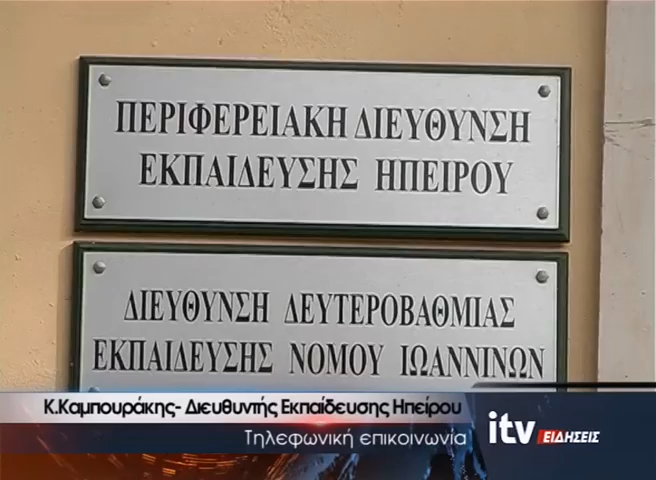 ΠΕΡΙΦΕΡΕΙΑΚΗ ΔΙΕΥΘΥΝΣΗ
ΕΚΠΑΙΔΕΥΣΗΣ ΗΠΕΙΡΟΥ
ΔΙΕΥΘΥΝΣΗ ΔΕΥΤΕΡΟΒΑΘΜΙΑΣ
ΕΚΠΑΙΔΕΥΣΗΣ ΝΟΜΟΥ ΙΩΑΝΝΙΝΩΝ
Κ.Καμπουράκης- Διευθυντής Εκπαίδευσης Ηπείρου
Τηλεφωνική επικοινωνία
itv ΕΙΔΗΣΕΙΣ